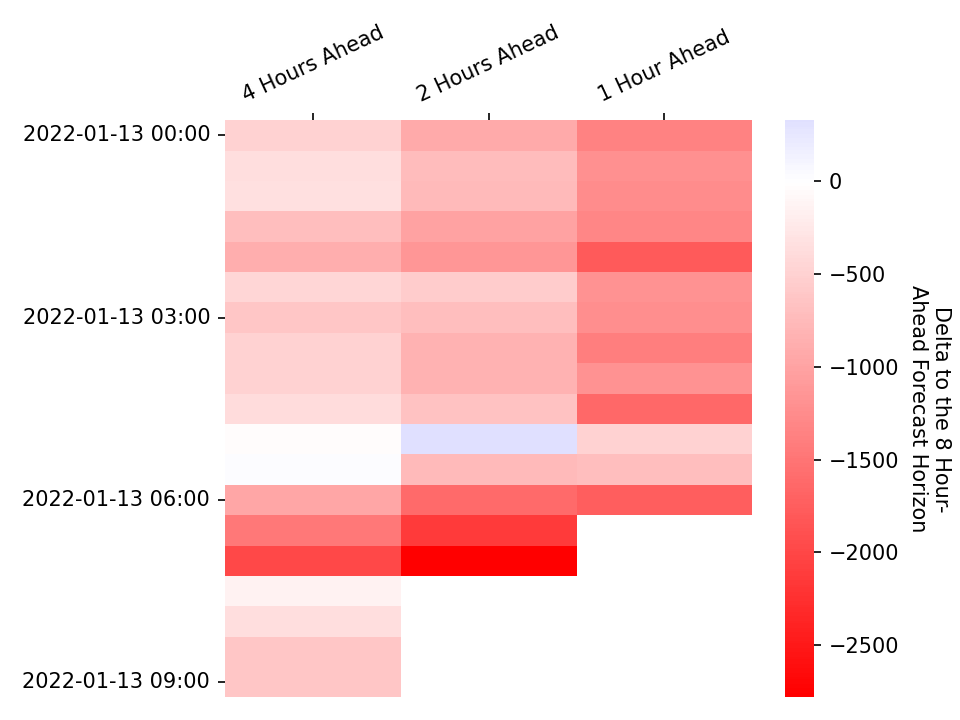 4 Hours Ahead
2 Hours Ahead
1 Hour Ahead
2022-01-13 00:00
2022-01-13 03:00
2022-01-13 06:00
2022-01-13 09:00
0
−500
−1000
−1500
−2000
−2500
Delta to the 8 Hour-
Ahead Forecast Horizon